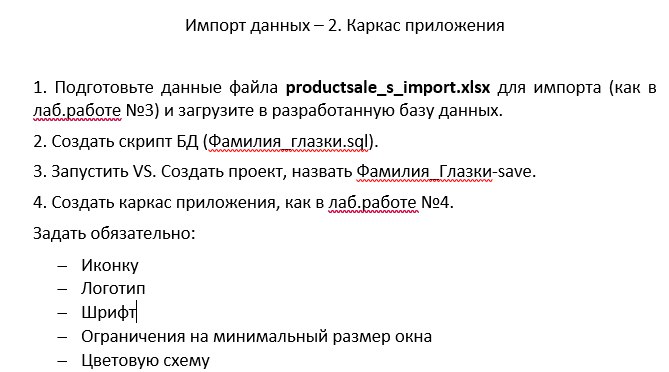 Импорт данных – 2. Каркас приложения
1. Подготовьте данные файла productsale_s_import.xlsx для импорта (как в
лаб.работе №3) и загрузите в разработанную базу данных.
2. Создать скрипт БД (Фамилия_глазки.sql).
3. Запустить VS. Создать проект, назвать Фамилия_Глазки-save.
4. Создать каркас приложения, как в лаб.работе №4.
Задать обязательно:
– Иконку
– Логотип
– Шрифт
– Ограничения на минимальный размер окна
– Цветовую схему